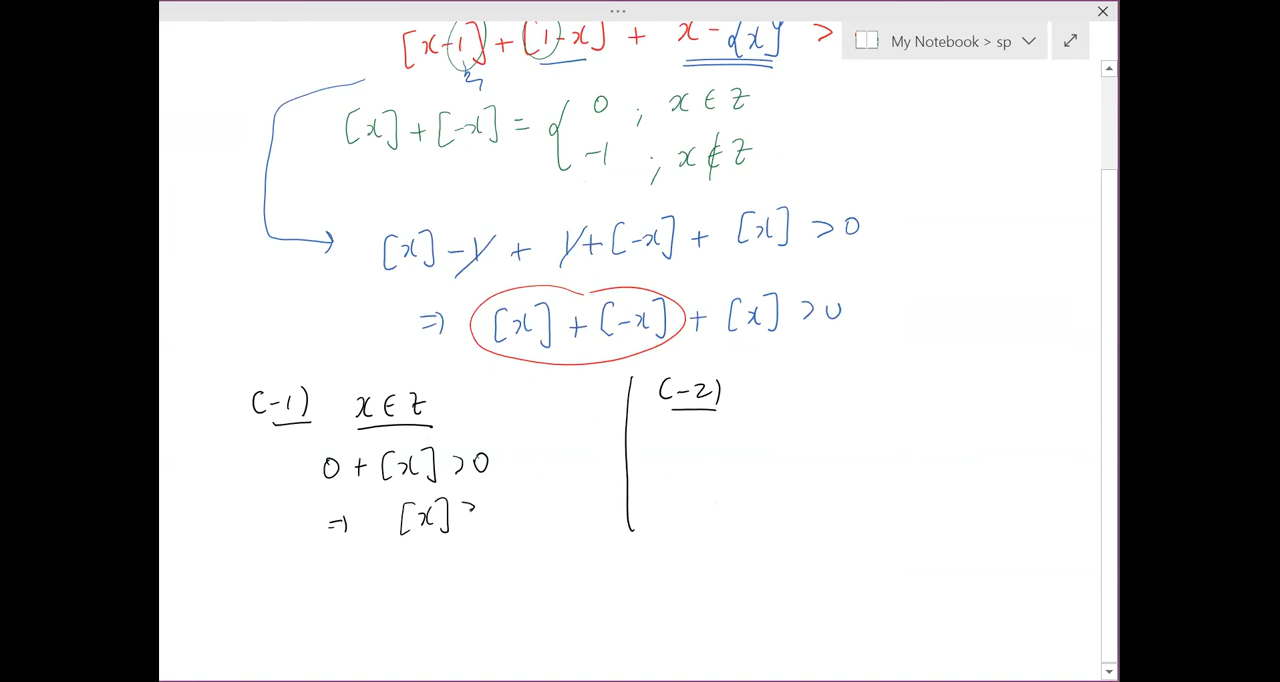 [x-1] + [1-x] + x - {x} >
My Notebook > sp
[x] + [-x] = { 0 ; x ∈ Z
-1 ; x ∉ Z
[x] - 1 + 1 + [-x] + [x] > 0
⇒ [x] + [-x] + [x] > 0
C-1) x ∈ Z
C-2)
0 + [x] > 0
⇒ [x] >